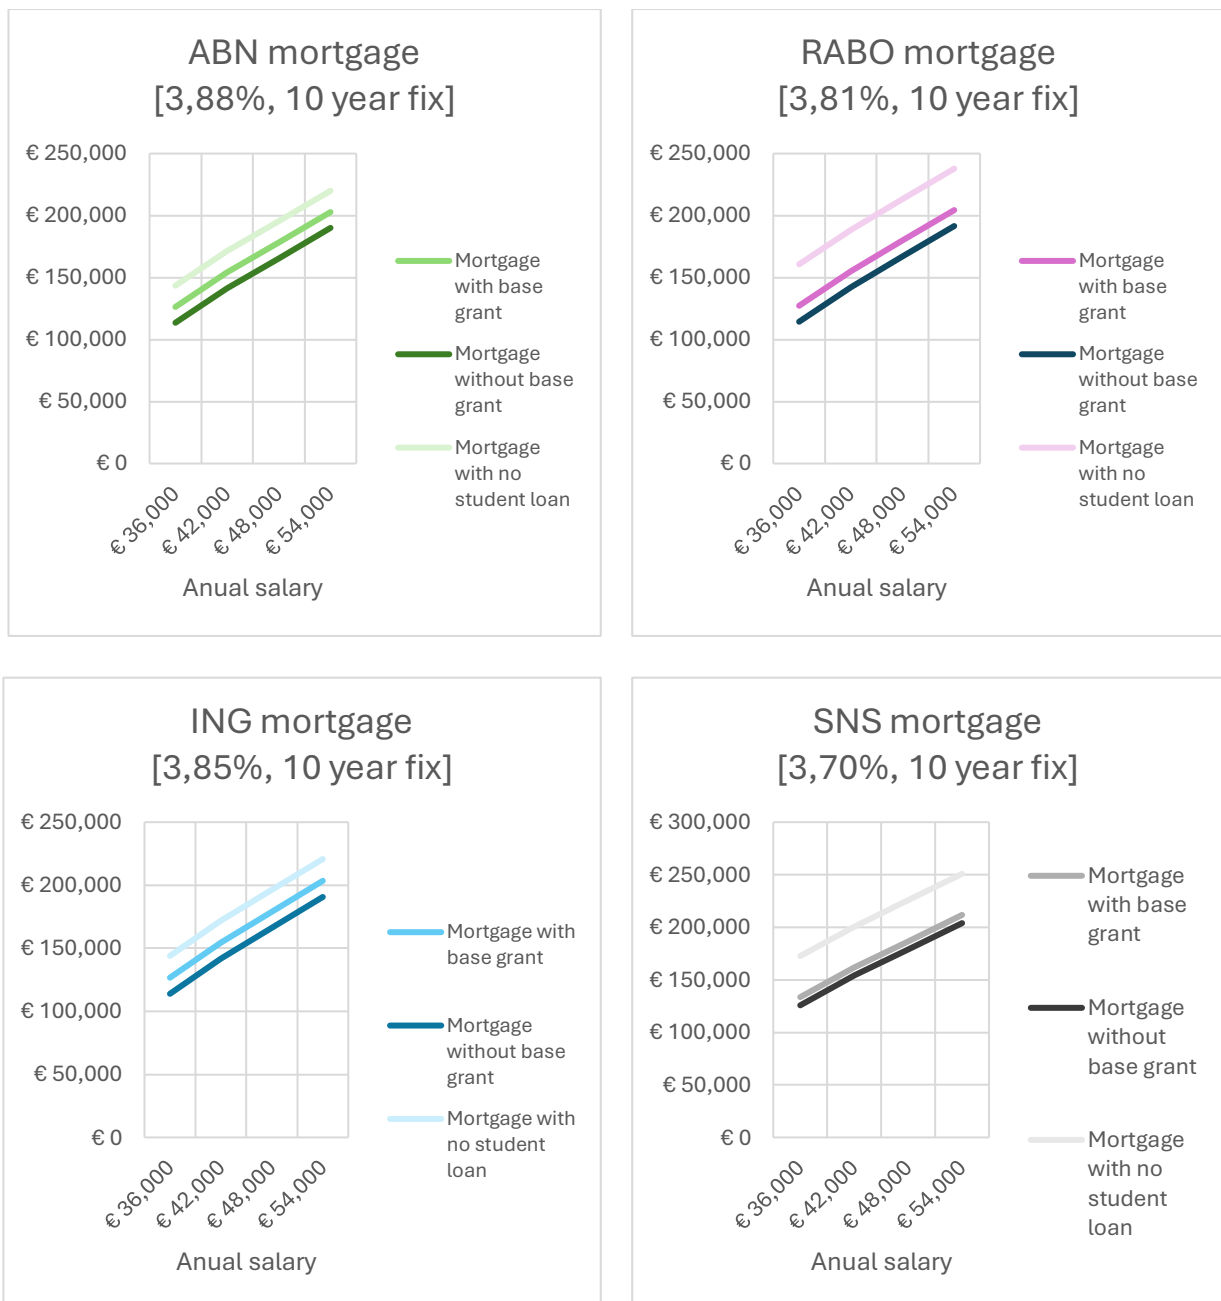 ABN mortgage
[3,88%, 10 year fix]
€ 250,000
€ 200,000
€ 150,000
€ 100,000
€ 50,000
€ 0
€ 36,000
€ 42,000
€ 48,000
€ 54,000
Anual salary
Mortgage
with base
grant
Mortgage
without base
grant
Mortgage
with no
student loan
RABO mortgage
[3,81%, 10 year fix]
€ 250,000
€ 200,000
€ 150,000
€ 100,000
€ 50,000
€ 0
€ 36,000
€ 42,000
€ 48,000
€ 54,000
Anual salary
Mortgage
with base
grant
Mortgage
without base
grant
Mortgage
with no
student loan
ING mortgage
[3,85%, 10 year fix]
€ 250,000
€ 200,000
€ 150,000
€ 100,000
€ 50,000
€ 0
€ 36,000
€ 42,000
€ 48,000
€ 54,000
Anual salary
Mortgage with
base grant
Mortgage
without base
grant
Mortgage with
no student
loan
SNS mortgage
[3,70%, 10 year fix]
€ 300,000
€ 250,000
€ 200,000
€ 150,000
€ 100,000
€ 50,000
€ 0
€ 36,000
€ 42,000
€ 48,000
€ 54,000
Anual salary
Mortgage
with base
grant
Mortgage
without
base grant
Mortgage
with no
student
loan